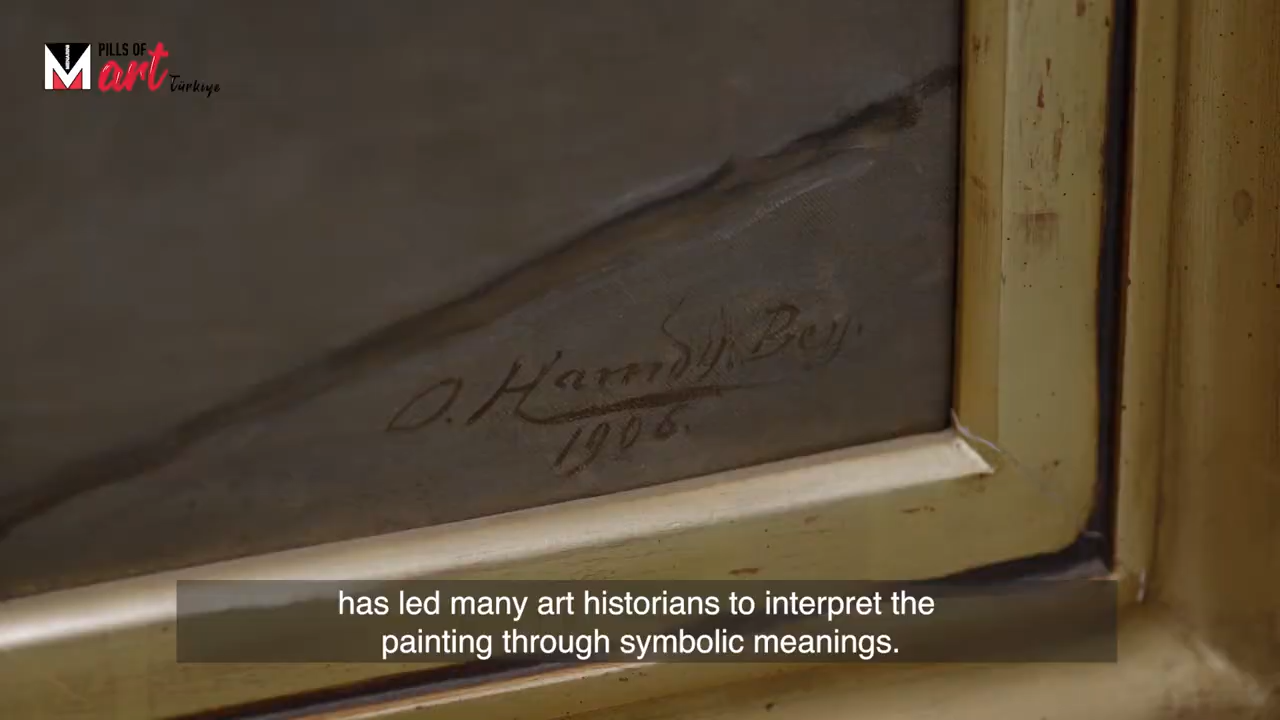 PILLS OF
MENARINI
M art
Türkiye
O. Hamdy. Bey.
1906.
has led many art historians to interpret the
painting through symbolic meanings.